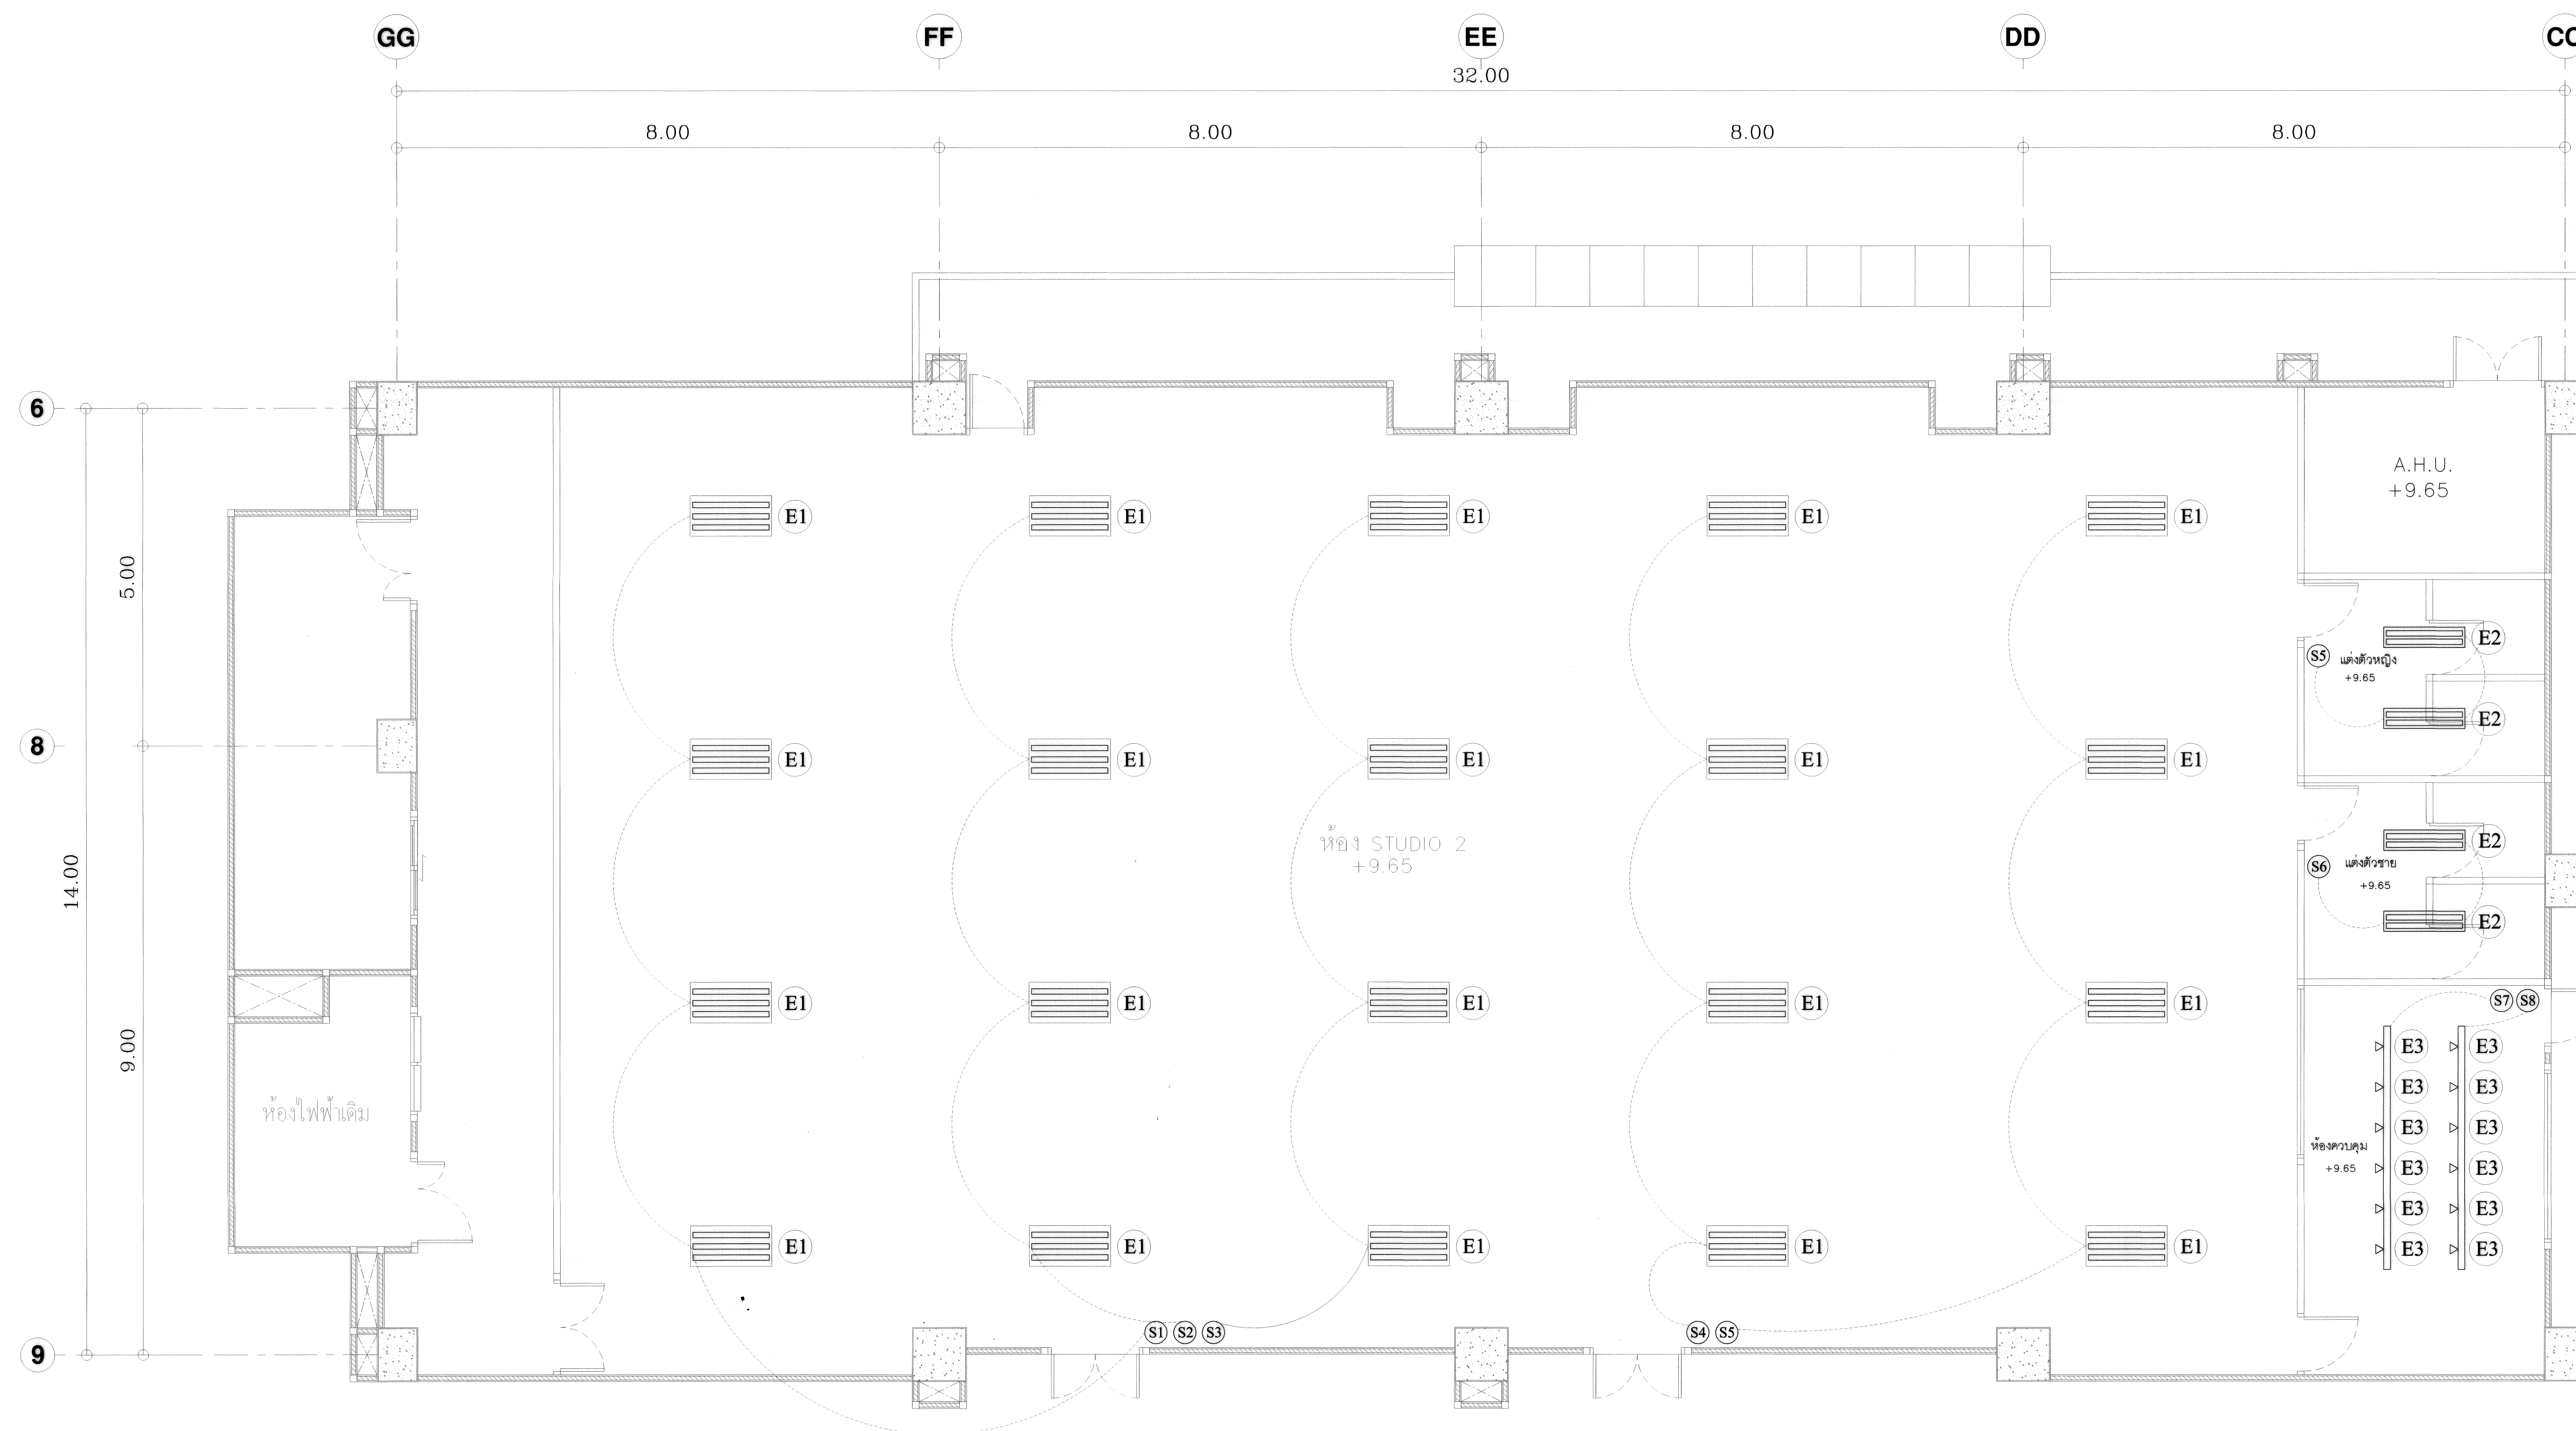 GG FF EE DD
32.00
8.00 8.00 8.00 8.00
6
A.H.U.
+9.65
E1 E1 E1 E1 E1
5.00
E2
S5 แต่งตัวหญิง
+9.65
E2
8
E1 E1 E1 E1 E1
ห้อง STUDIO 2
+9.65
E2
S6 แต่งตัวชาย
+9.65
E2
14.00
E1 E1 E1 E1 E1
S7 S8
9.00
E3 E3
E3 E3
ห้องไฟฟ้าเดิม
E3 E3
ห้องควบคุม
+9.65
E3 E3
E3 E3
E1 E1 E1 E1 E1
E3 E3
S1 S2 S3 S4 S5
9